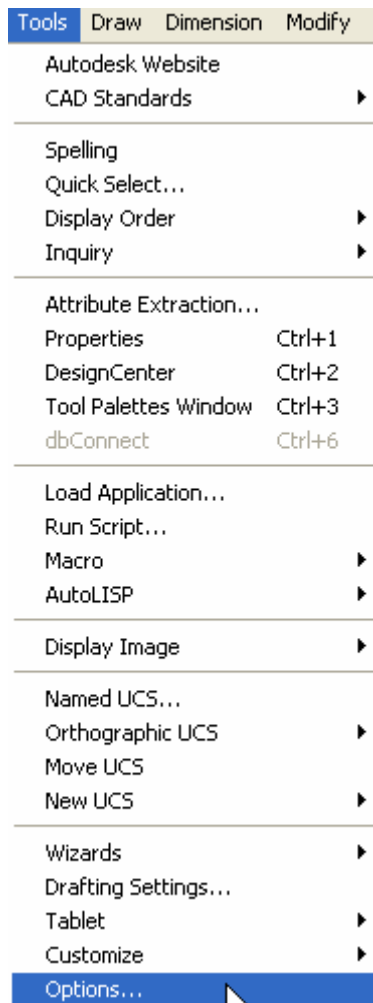 Tools Draw Dimension Modify
Autodesk Website
CAD Standards
Spelling
Quick Select...
Display Order
Inquiry
Attribute Extraction...
Properties Ctrl+1
DesignCenter Ctrl+2
Tool Palettes Window Ctrl+3
dbConnect Ctrl+6
Load Application...
Run Script...
Macro
AutoLISP
Display Image
Named UCS...
Orthographic UCS
Move UCS
New UCS
Wizards
Drafting Settings...
Tablet
Customize
Options...